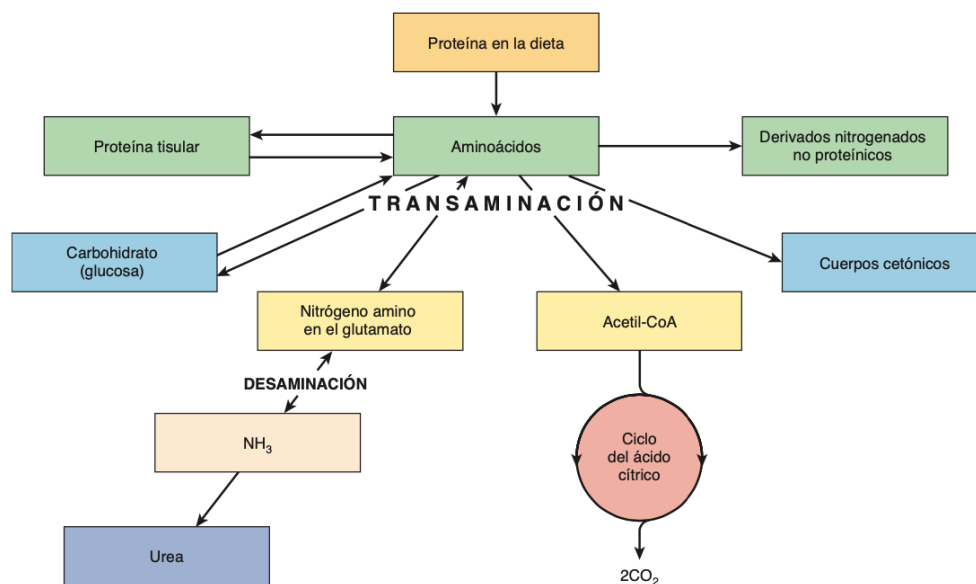 Proteína en la dieta
Proteína tisular
Aminoácidos
Derivados nitrogenados
no proteínicos
TRANSAMINACIÓN
Carbohidrato
(glucosa)
Cuerpos cetónicos
Nitrógeno amino
en el glutamato
Acetil-CoA
DESAMINACIÓN
NH₃
Ciclo
del ácido
cítrico
Urea
2CO₂